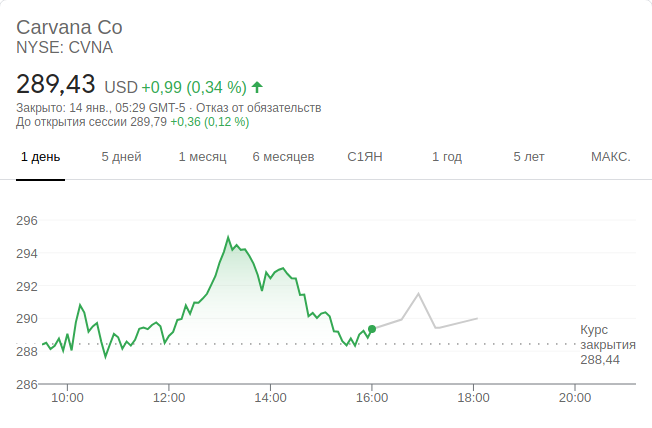 Carvana Co
NYSE: CVNA
289,43 USD +0,99 (0,34 %)
Закрыто: 14 янв., 05:29 GMT-5 · Отказ от обязательств
До открытия сессии 289,79 +0,36 (0,12 %)
1 день 5 дней 1 месяц 6 месяцев С1ЯН 1 год 5 лет МАКС.
296
294
292
290
288
286
Курс
закрытия
288,44
10:00 12:00 14:00 16:00 18:00 20:00